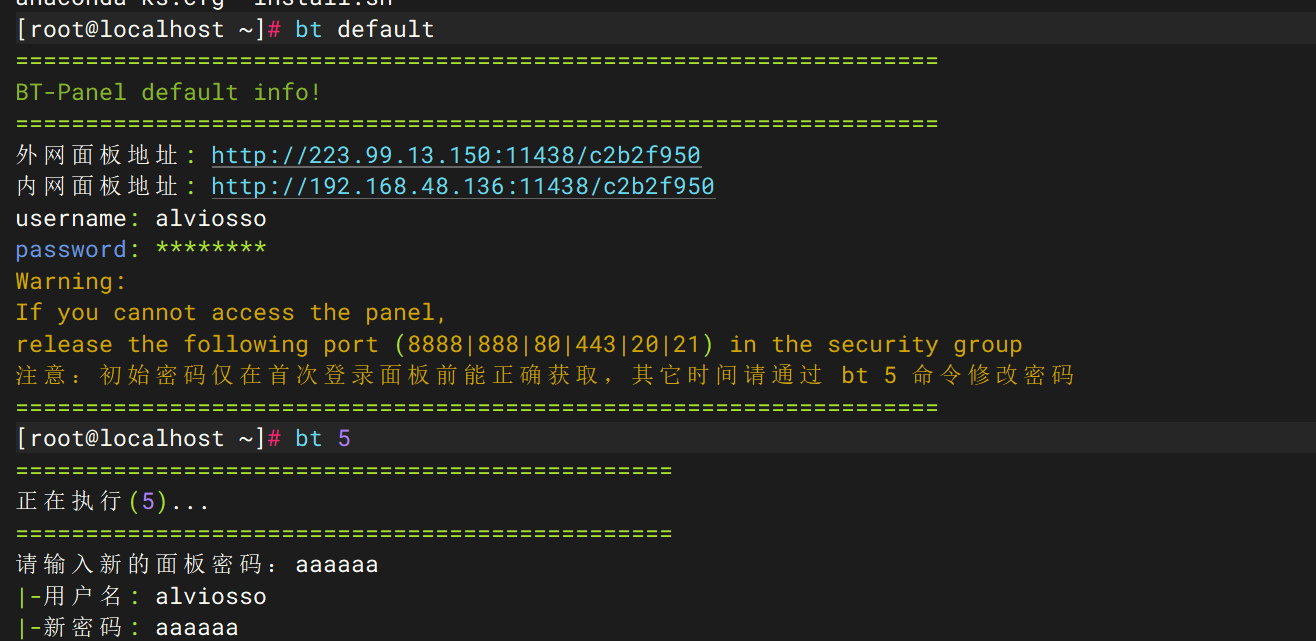 anaconda-ks.cfg  install.sh
[root@localhost ~]# bt default
==================================================================
BT-Panel default info!
==================================================================
外网面板地址: http://223.99.13.150:11438/c2b2f950
内网面板地址: http://192.168.48.136:11438/c2b2f950
username: alviosso
password: ********
Warning:
If you cannot access the panel,
release the following port (8888|888|80|443|20|21) in the security group
注意：初始密码仅在首次登录面板前能正确获取，其它时间请通过 bt 5 命令修改密码
==================================================================
[root@localhost ~]# bt 5
===============================================
正在执行(5)...
===============================================
请输入新的面板密码：aaaaaa
|-用户名: alviosso
|-新密码: aaaaaa